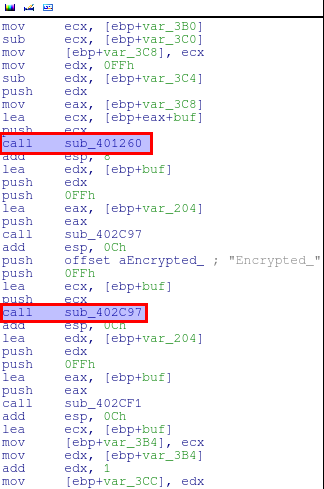 mov ecx, [ebp+var_3B0]
sub ecx, [ebp+var_3C0]
mov [ebp+var_3C8], ecx
mov edx, 0FFh
sub edx, [ebp+var_3C4]
push edx
mov eax, [ebp+var_3C8]
lea ecx, [ebp+eax+buf]
push ecx
call sub_401260
add esp, 8
lea edx, [ebp+buf]
push edx
push 0FFh
lea eax, [ebp+var_204]
push eax
call sub_402C97
add esp, 0Ch
push offset aEncrypted_ ; "Encrypted_"
push 0FFh
lea ecx, [ebp+buf]
push ecx
call sub_402C97
add esp, 0Ch
lea edx, [ebp+var_204]
push edx
push 0FFh
lea eax, [ebp+buf]
push eax
call sub_402CF1
add esp, 0Ch
lea ecx, [ebp+buf]
mov [ebp+var_3B4], ecx
mov edx, [ebp+var_3B4]
add edx, 1
mov [ebp+var_3CC], edx